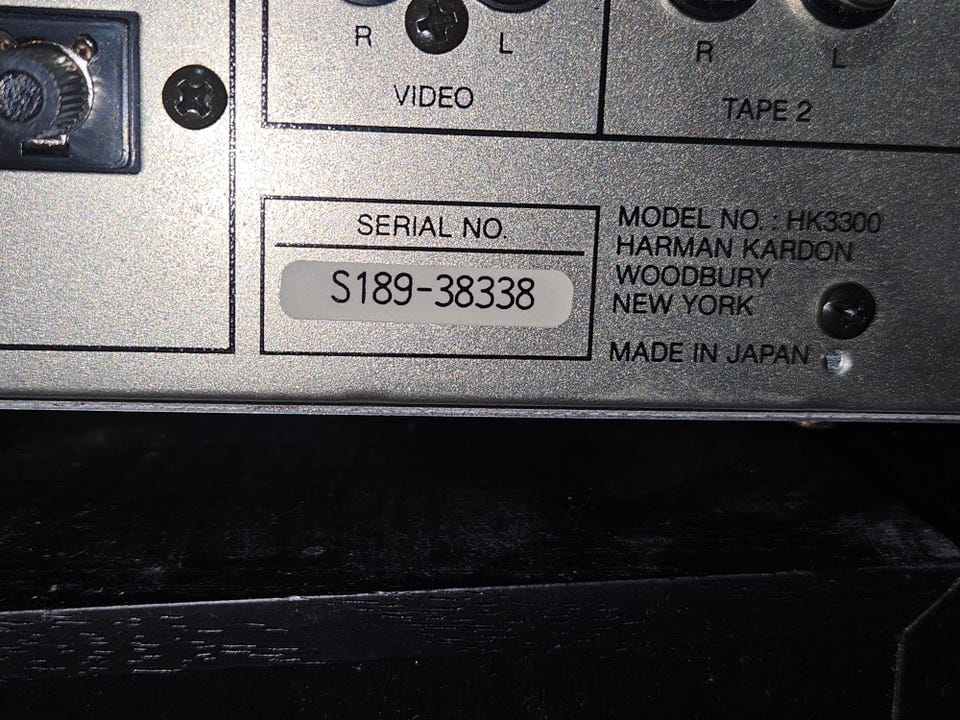 R L
VIDEO
R L
TAPE 2
SERIAL NO.
S189-38338
MODEL NO. : HK3300
HARMAN KARDON
WOODBURY
NEW YORK
MADE IN JAPAN